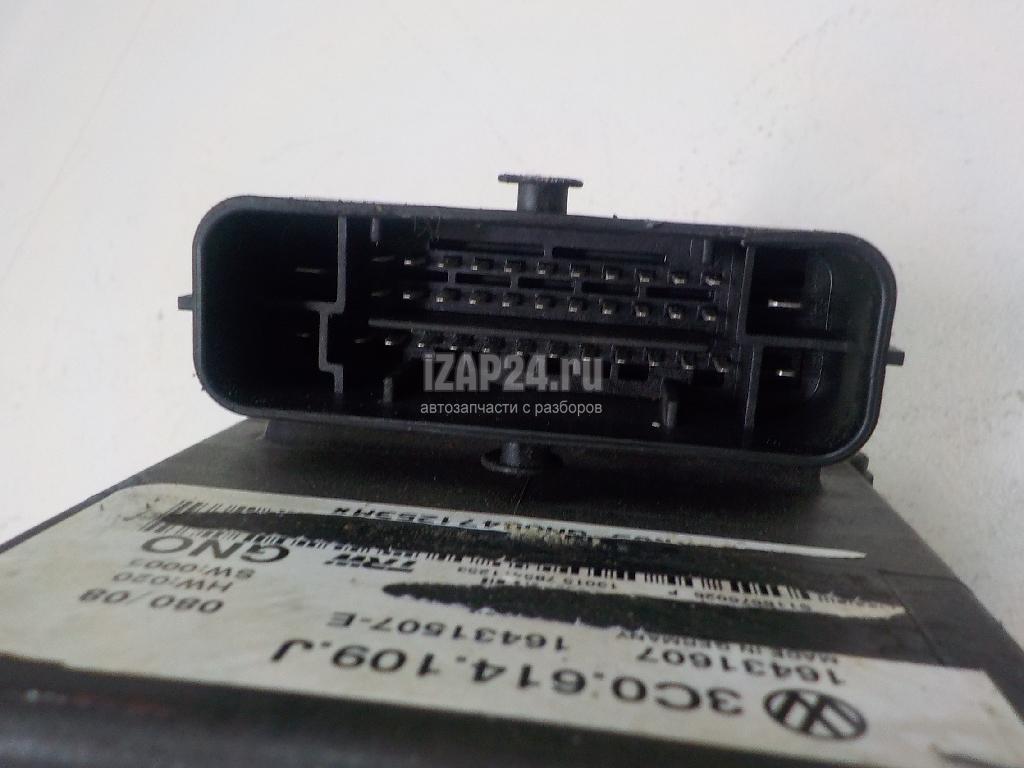 iZAP24.ru
автозапчасти с разборов
3C0.614.109.J
16431607
16431507-E
MADE IN GERMANY
080/08
HW:020
SW:0005
GNO
TRW